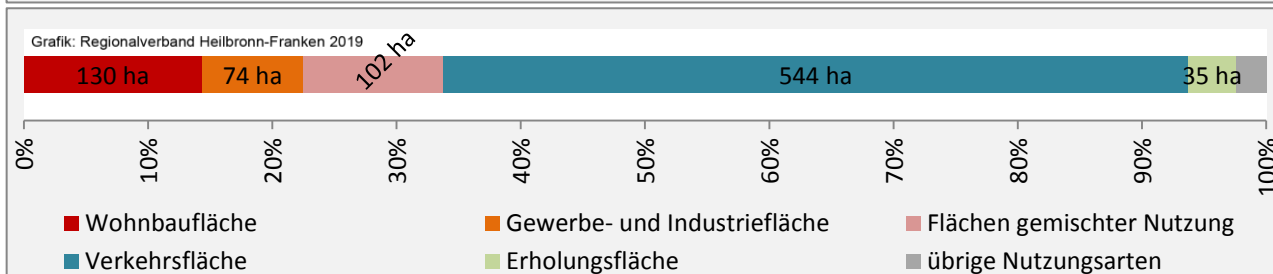 Grafik: Regionalverband Heilbronn-Franken 2019
130 ha 74 ha 102 ha 544 ha 35 ha
0% 10% 20% 30% 40% 50% 60% 70% 80% 90% 100%
Wohnbaufläche Gewerbe- und Industriefläche Flächen gemischter Nutzung
Verkehrsfläche Erholungsfläche übrige Nutzungsarten